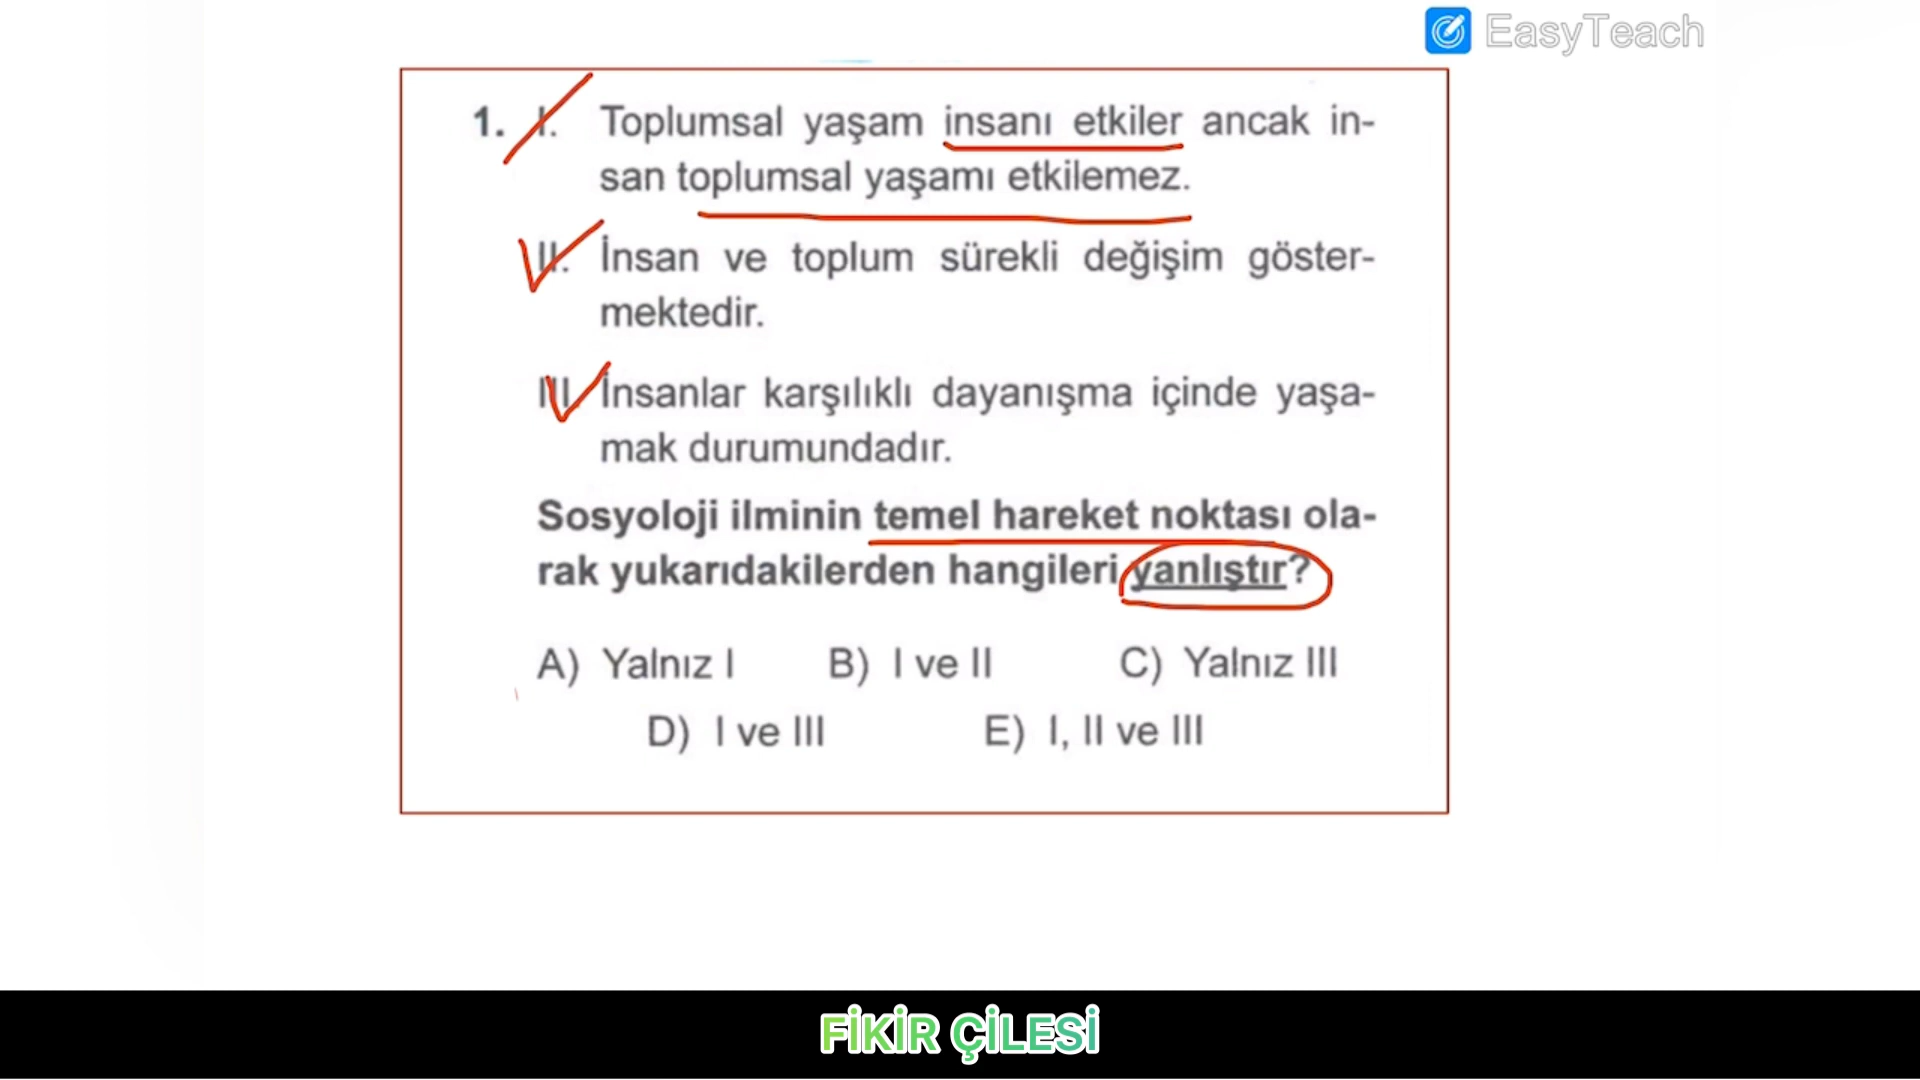 EasyTeach
1. I. Toplumsal yaşam insanı etkiler ancak in-
san toplumsal yaşamı etkilemez.
II. İnsan ve toplum sürekli değişim göster-
mektedir.
III. İnsanlar karşılıklı dayanışma içinde yaşa-
mak durumundadır.
Sosyoloji ilminin temel hareket noktası ola-
rak yukarıdakilerden hangileri yanlıştır?
A) Yalnız I B) I ve II C) Yalnız III
D) I ve III E) I, II ve III
FİKİR ÇİLESİ